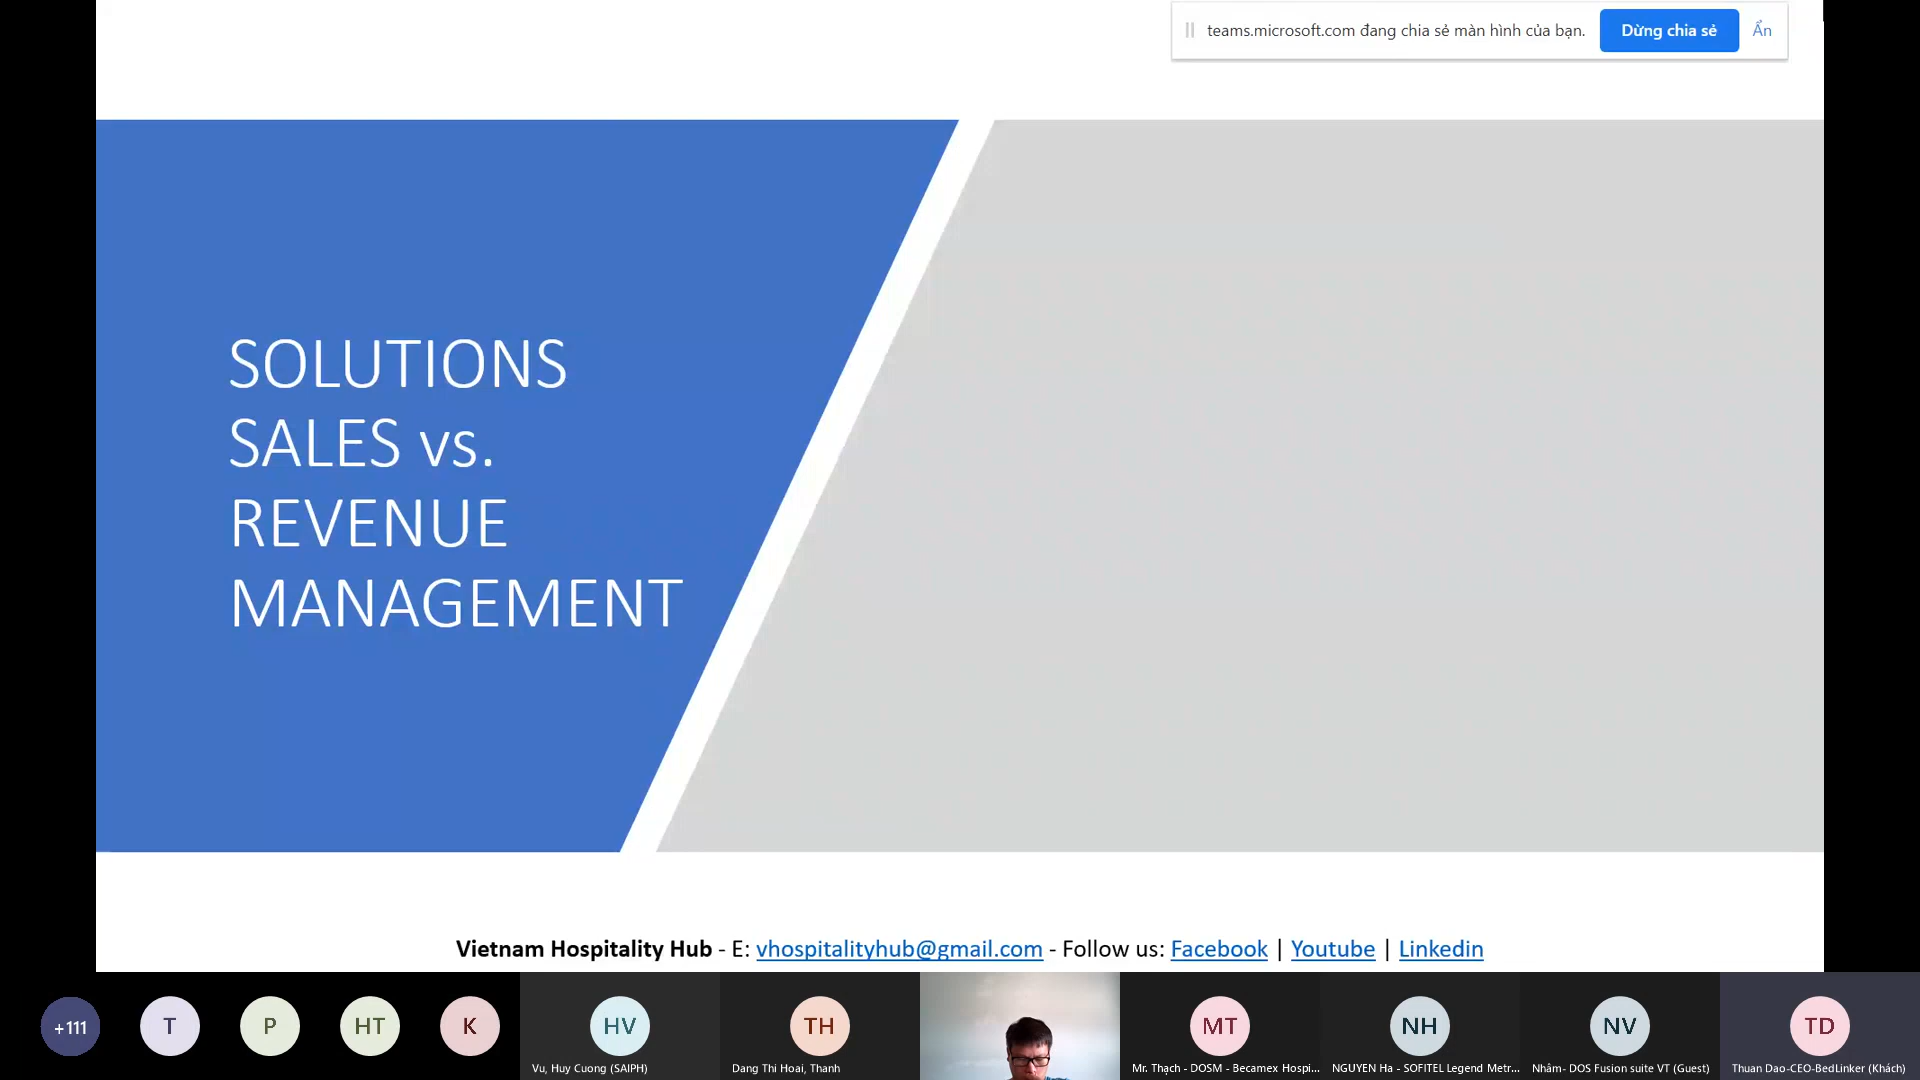 teams.microsoft.com đang chia sẻ màn hình của bạn.
Dừng chia sẻ
Ẩn
SOLUTIONS
SALES vs.
REVENUE
MANAGEMENT
Vietnam Hospitality Hub - E: vhospitalityhub@gmail.com - Follow us: Facebook | Youtube | Linkedin
+111
T
P
HT
K
HV
TH
MT
NH
NV
TD
Vu, Huy Cuong (SAIPH)
Dang Thi Hoai, Thanh
Mr. Thạch - DOSM - Becamex Hospi...
NGUYEN Ha - SOFITEL Legend Metr...
Nhâm- DOS Fusion suite VT (Guest)
Thuan Dao-CEO-BedLinker (Khách)